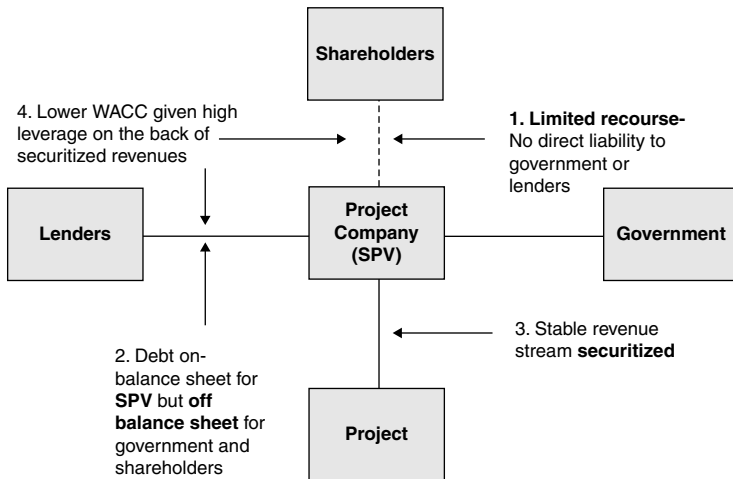 Shareholders
4. Lower WACC given high
leverage on the back of
securitized revenues
1. Limited recourse-
No direct liability to
government or
lenders
Lenders
Project
Company
(SPV)
Government
2. Debt on-
balance sheet for
SPV but off
balance sheet for
government and
shareholders
3. Stable revenue
stream securitized
Project